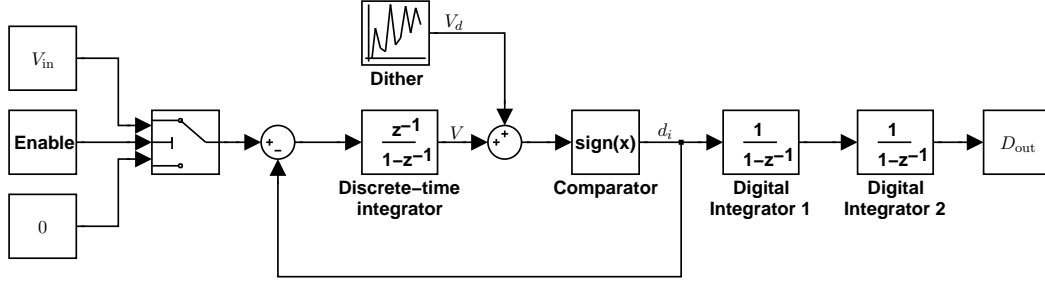 V_d
V_in
Dither
Enable
z⁻¹
1−z⁻¹
V
sign(x)
d_i
1
1−z⁻¹
1
1−z⁻¹
D_out
Discrete−time
integrator
Comparator
Digital
Integrator 1
Digital
Integrator 2
0